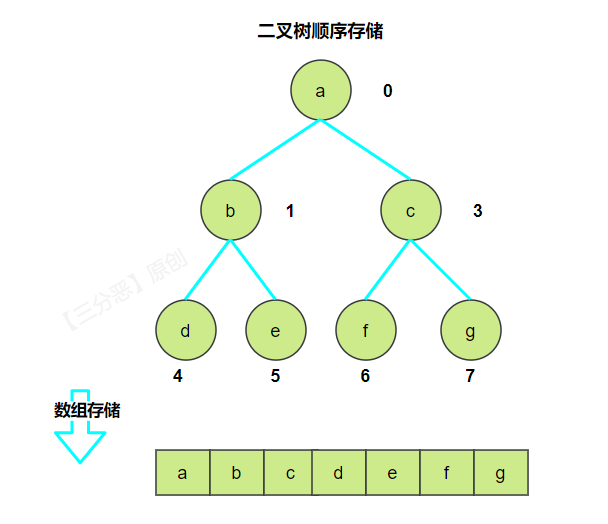 二叉树顺序存储
a 0
b 1 c 3
d e f g
4 5 6 7
【三分恶】原创
数组存储
a b c d e f g